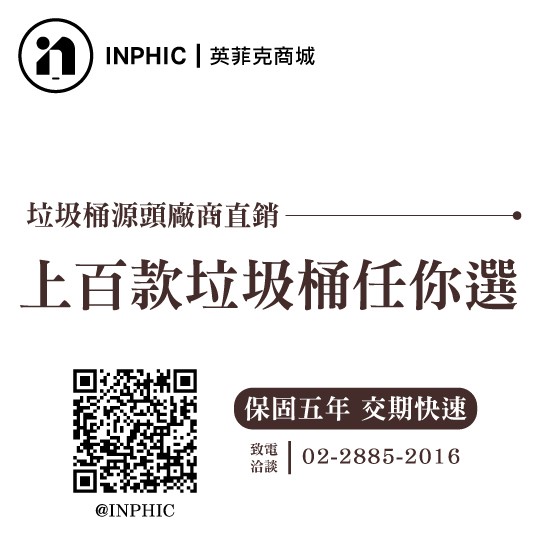 INPHIC | 英菲克商城
垃圾桶源頭廠商直銷
上百款垃圾桶任你選
保固五年 交期快速
致電
洽談
02-2885-2016
@INPHIC